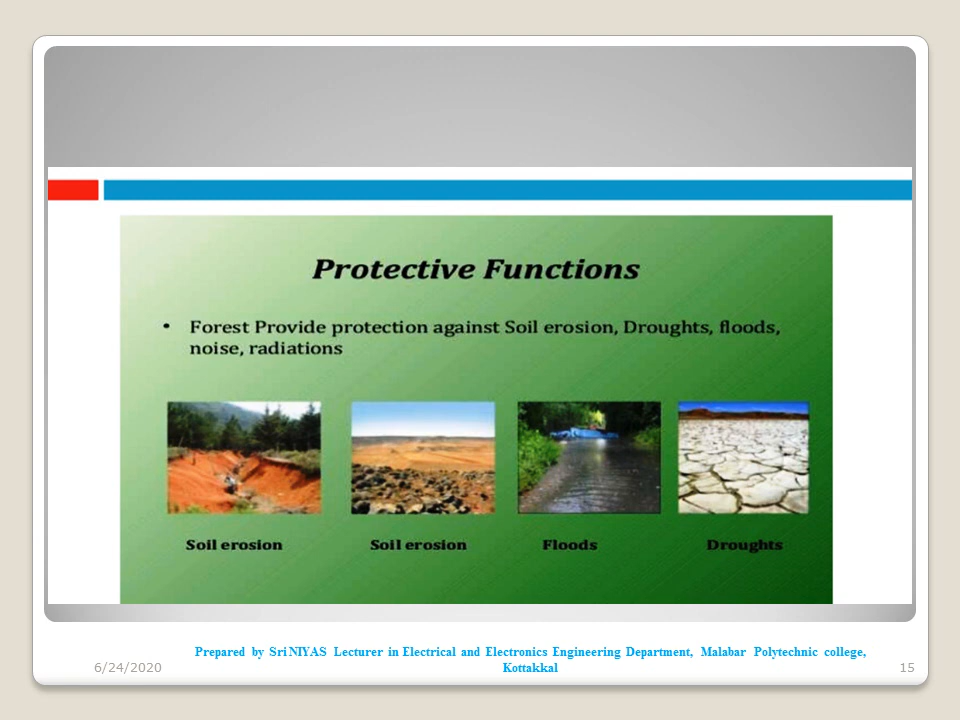 Protective Functions
• Forest Provide protection against Soil erosion, Droughts, floods,
noise, radiations
Soil erosion Soil erosion Floods Droughts
Prepared by Sri NIYAS Lecturer in Electrical and Electronics Engineering Department, Malabar Polytechnic college,
6/24/2020 Kottakkal 15